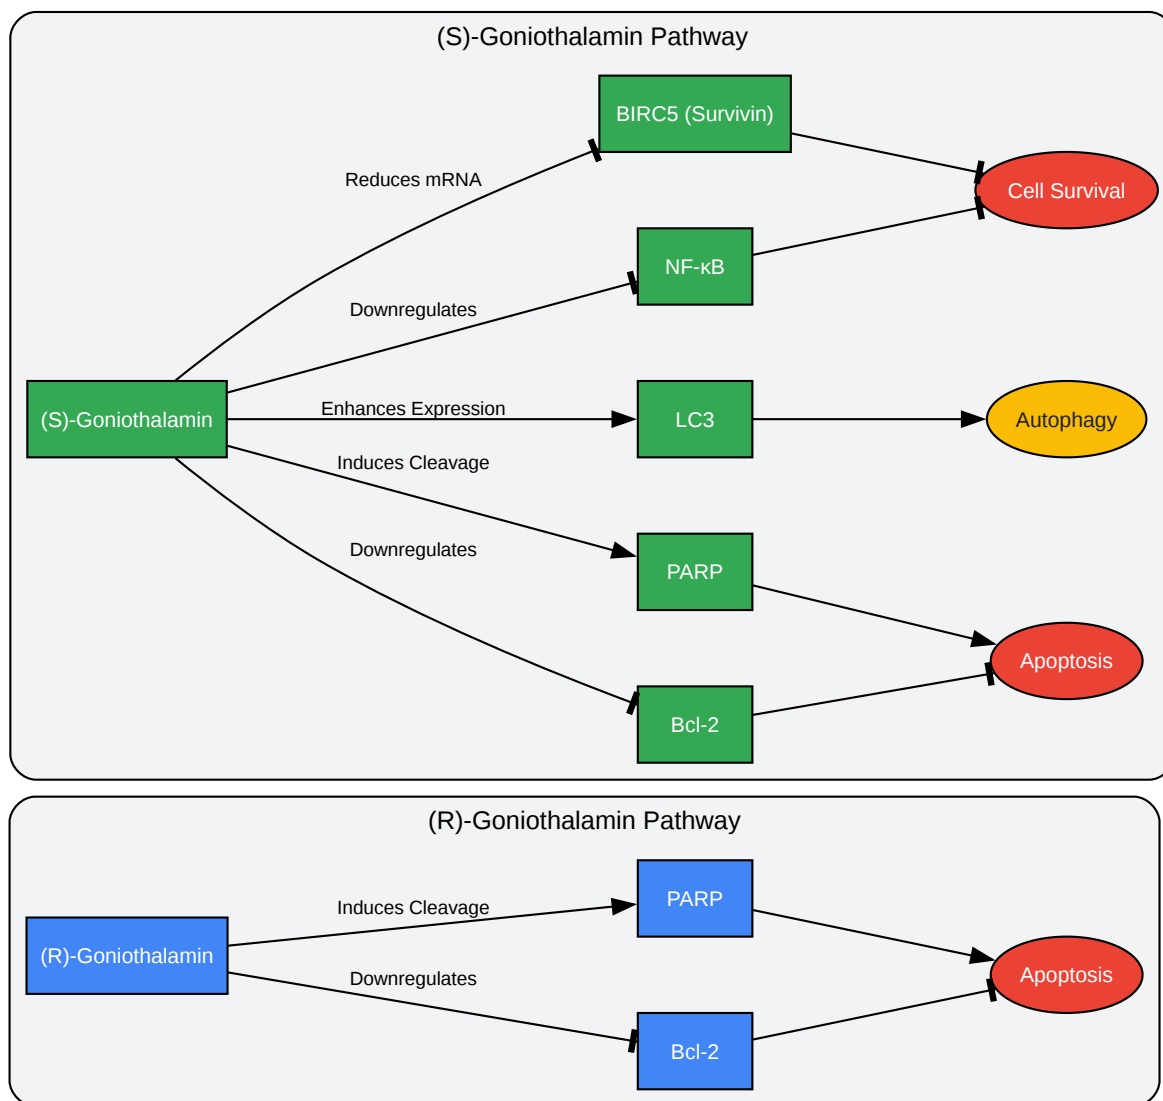 (S)-Goniothalamin Pathway
BIRC5 (Survivin)
Reduces mRNA
Cell Survival
NF-κB
Downregulates
(S)-Goniothalamin
Enhances Expression
LC3
Autophagy
Induces Cleavage
Downregulates
PARP
Apoptosis
Bcl-2
(R)-Goniothalamin Pathway
PARP
Induces Cleavage
(R)-Goniothalamin
Apoptosis
Downregulates
Bcl-2